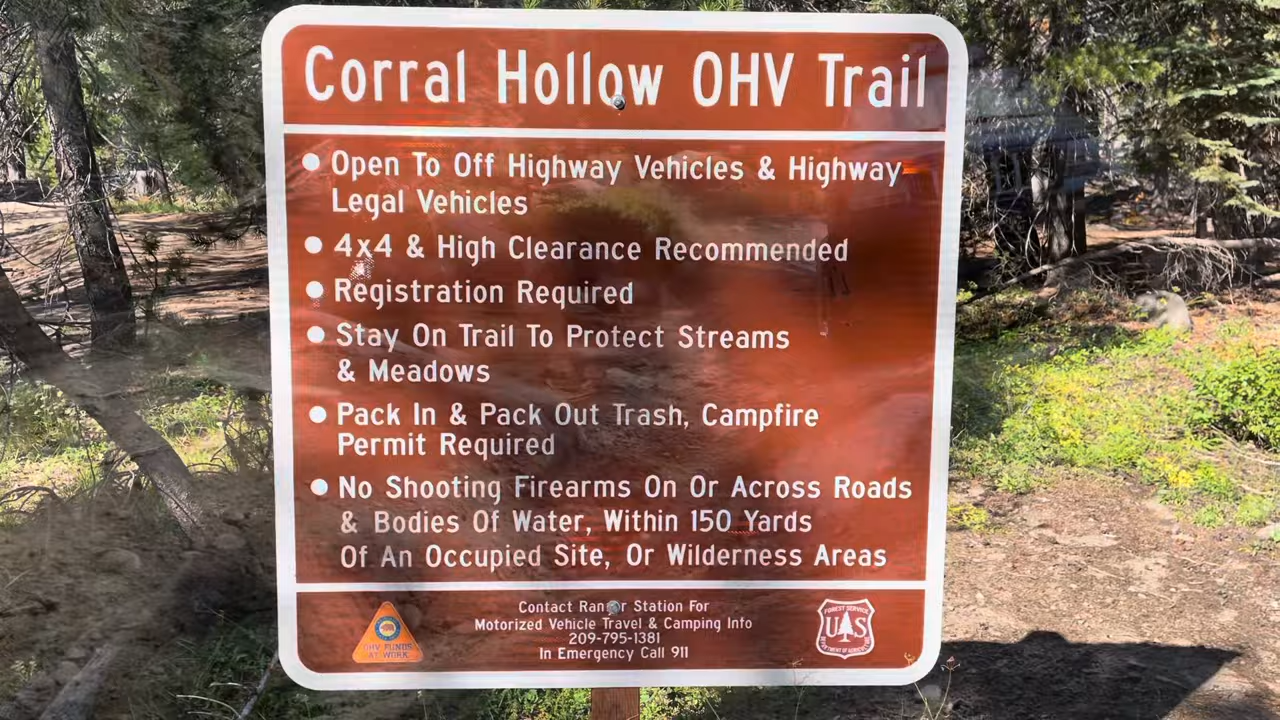 Corral Hollow OHV Trail
Open To Off Highway Vehicles & Highway
Legal Vehicles
4x4 & High Clearance Recommended
Registration Required
Stay On Trail To Protect Streams
& Meadows
Pack In & Pack Out Trash, Campfire
Permit Required
No Shooting Firearms On Or Across Roads
& Bodies Of Water, Within 150 Yards
Of An Occupied Site, Or Wilderness Areas
Contact Ranger Station For
Motorized Vehicle Travel & Camping Info
209-795-1381
In Emergency Call 911
OHV FUNDS
AT WORK
FOREST SERVICE
U S
DEPARTMENT OF AGRICULTURE